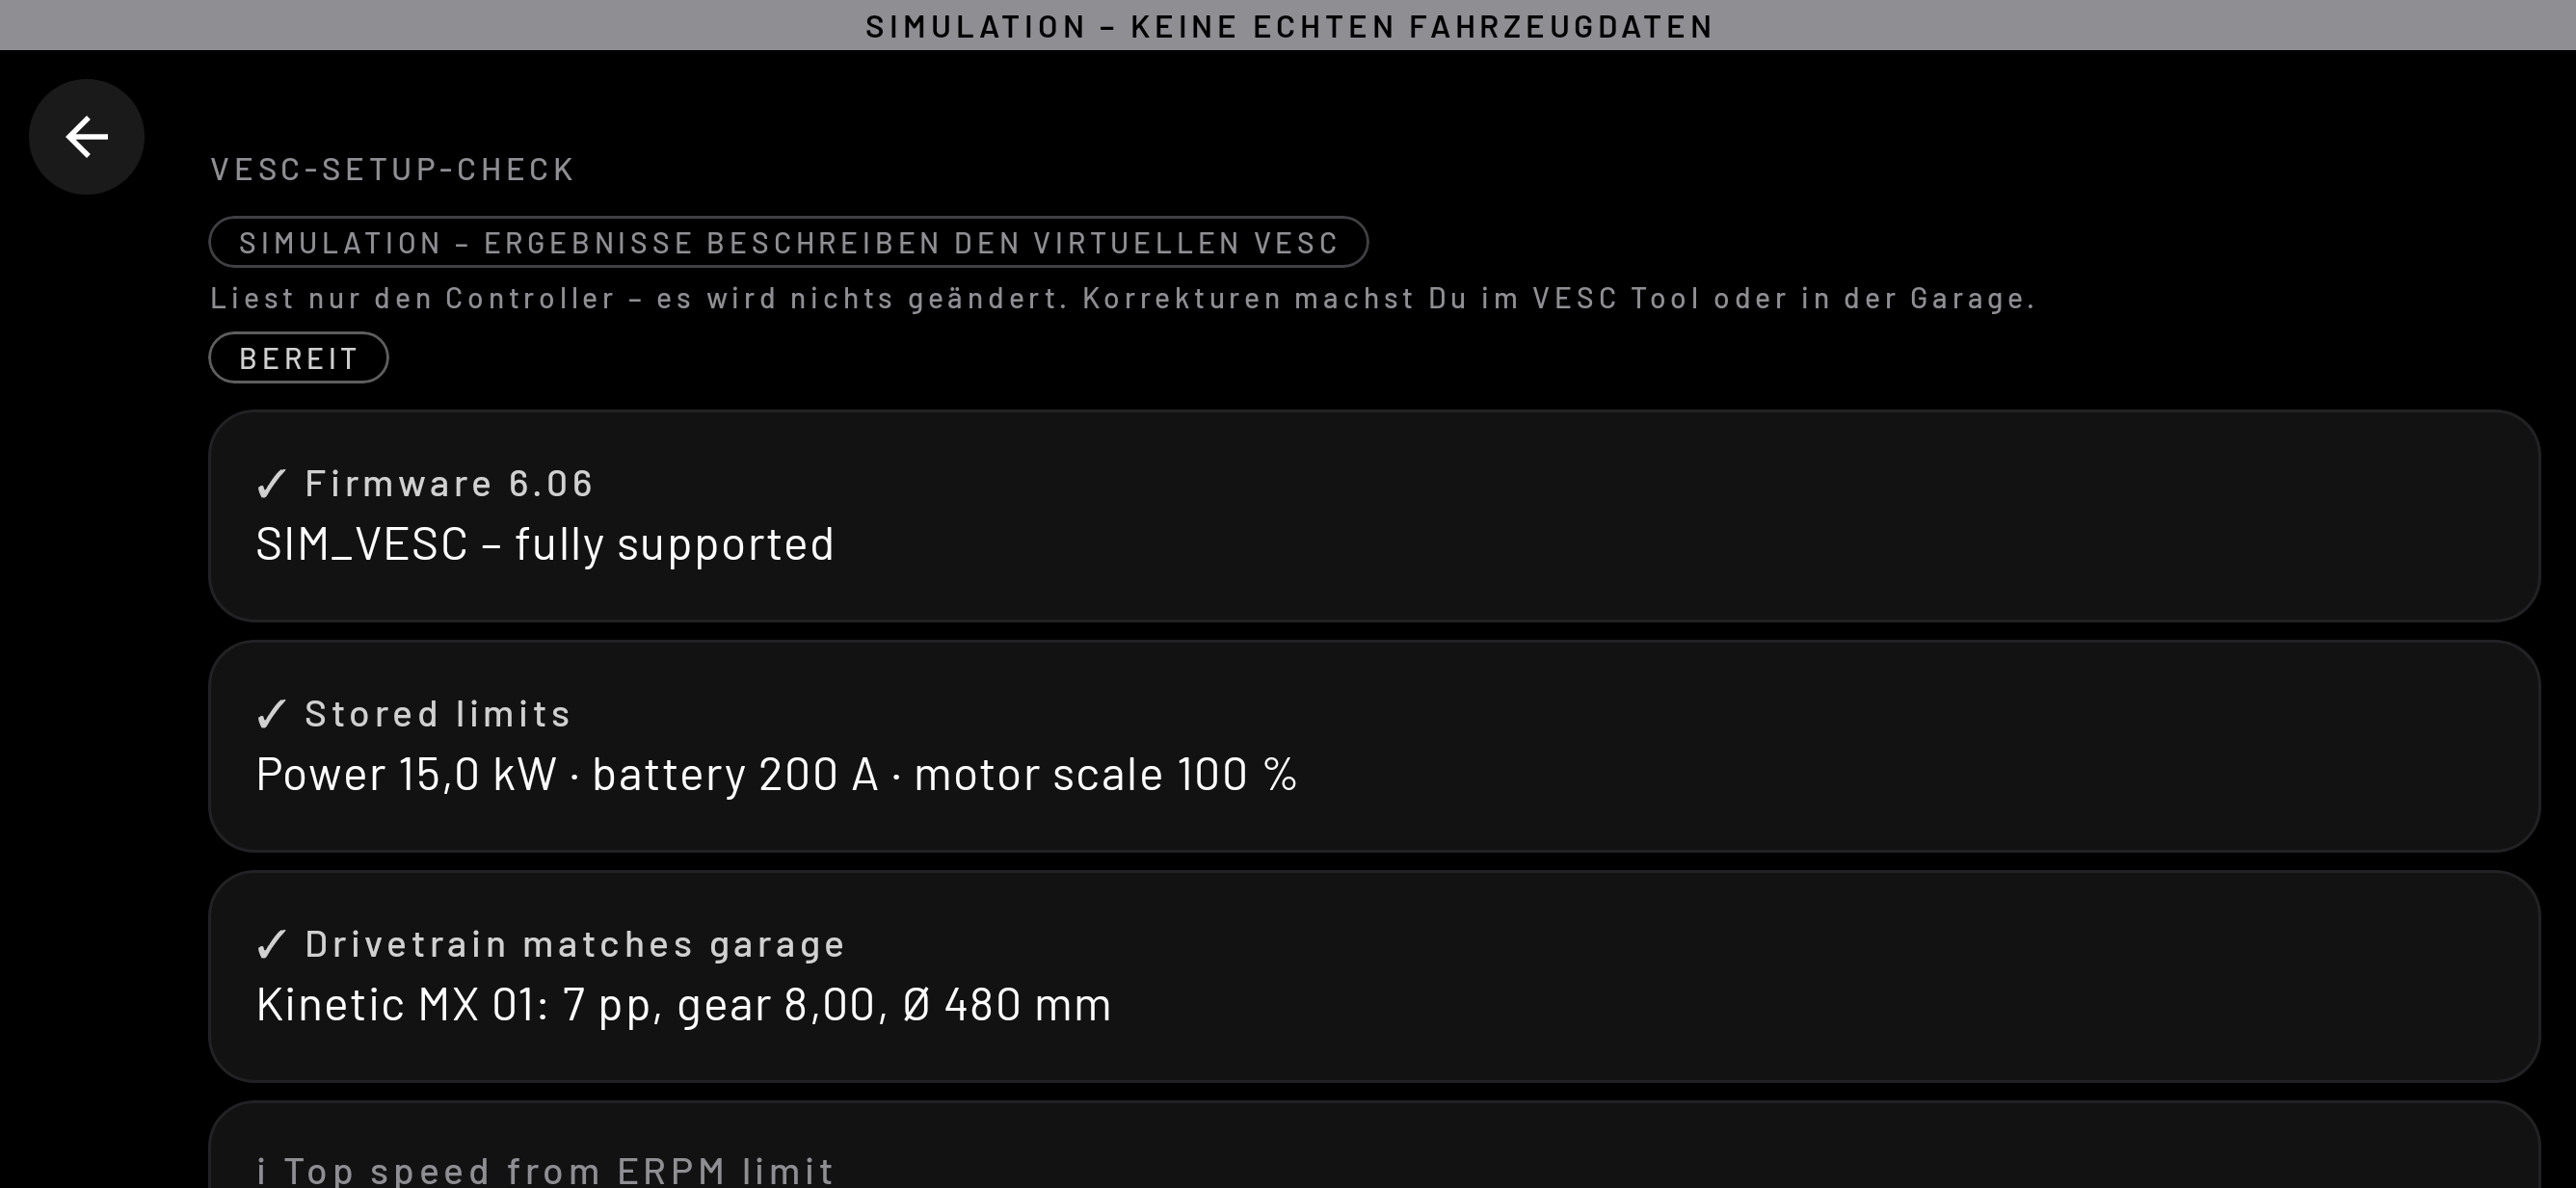 SIMULATION – KEINE ECHTEN FAHRZEUGDATEN
VESC-SETUP-CHECK
SIMULATION – ERGEBNISSE BESCHREIBEN DEN VIRTUELLEN VESC
Liest nur den Controller – es wird nichts geändert. Korrekturen machst Du im VESC Tool oder in der Garage.
BEREIT
✓ Firmware 6.06
SIM_VESC – fully supported
✓ Stored limits
Power 15,0 kW · battery 200 A · motor scale 100 %
✓ Drivetrain matches garage
Kinetic MX 01: 7 pp, gear 8,00, Ø 480 mm
i Top speed from ERPM limit